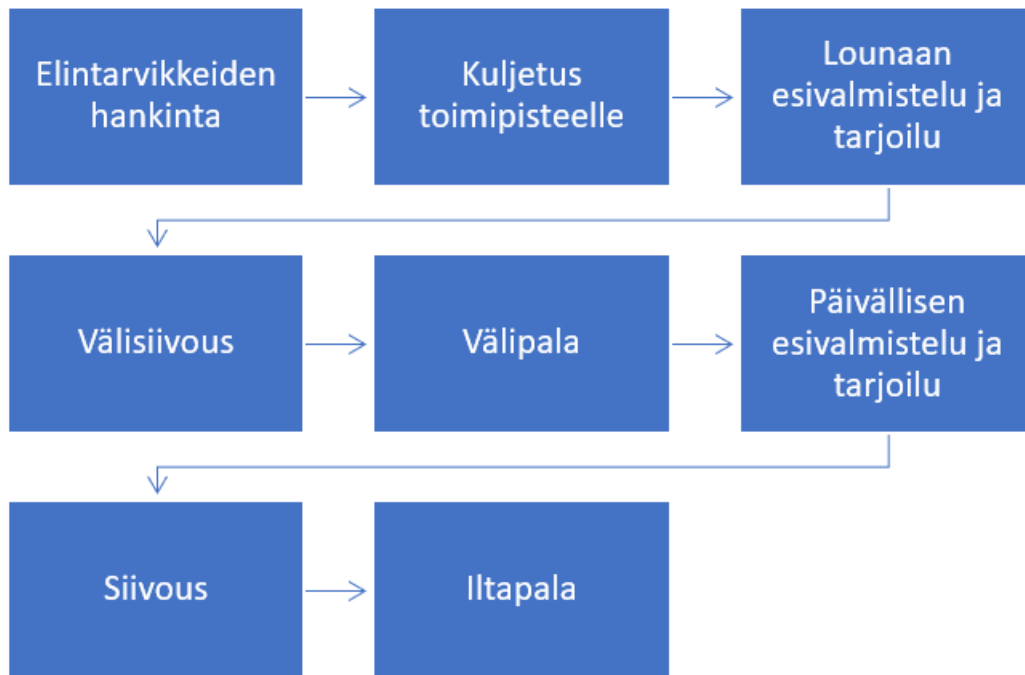 Elintarvikkeiden
hankinta
Kuljetus
toimipisteelle
Lounaan
esivalmistelu ja
tarjoilu
Välisiivous
Välipala
Päivällisen
esivalmistelu ja
tarjoilu
Siivous
Iltapala